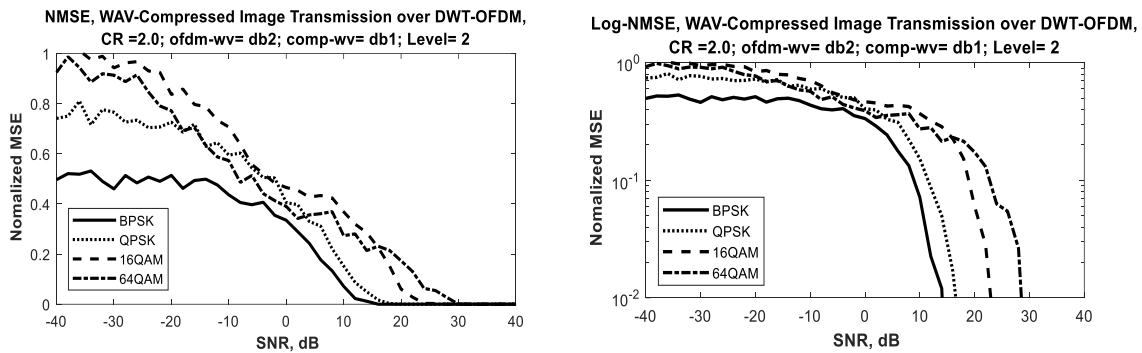 NMSE, WAV-Compressed Image Transmission over DWT-OFDM,
CR =2.0; ofdm-wv= db2; comp-wv= db1; Level= 2
1
0.8
0.6
0.4
0.2
0
Nomalized MSE
BPSK
QPSK
16QAM
64QAM
-40 -30 -20 -10 0 10 20 30 40
SNR, dB
Log-NMSE, WAV-Compressed Image Transmission over DWT-OFDM,
CR =2.0; ofdm-wv= db2; comp-wv= db1; Level= 2
10^0
10^-1
10^-2
Nomalized MSE
BPSK
QPSK
16QAM
64QAM
-40 -30 -20 -10 0 10 20 30 40
SNR, dB